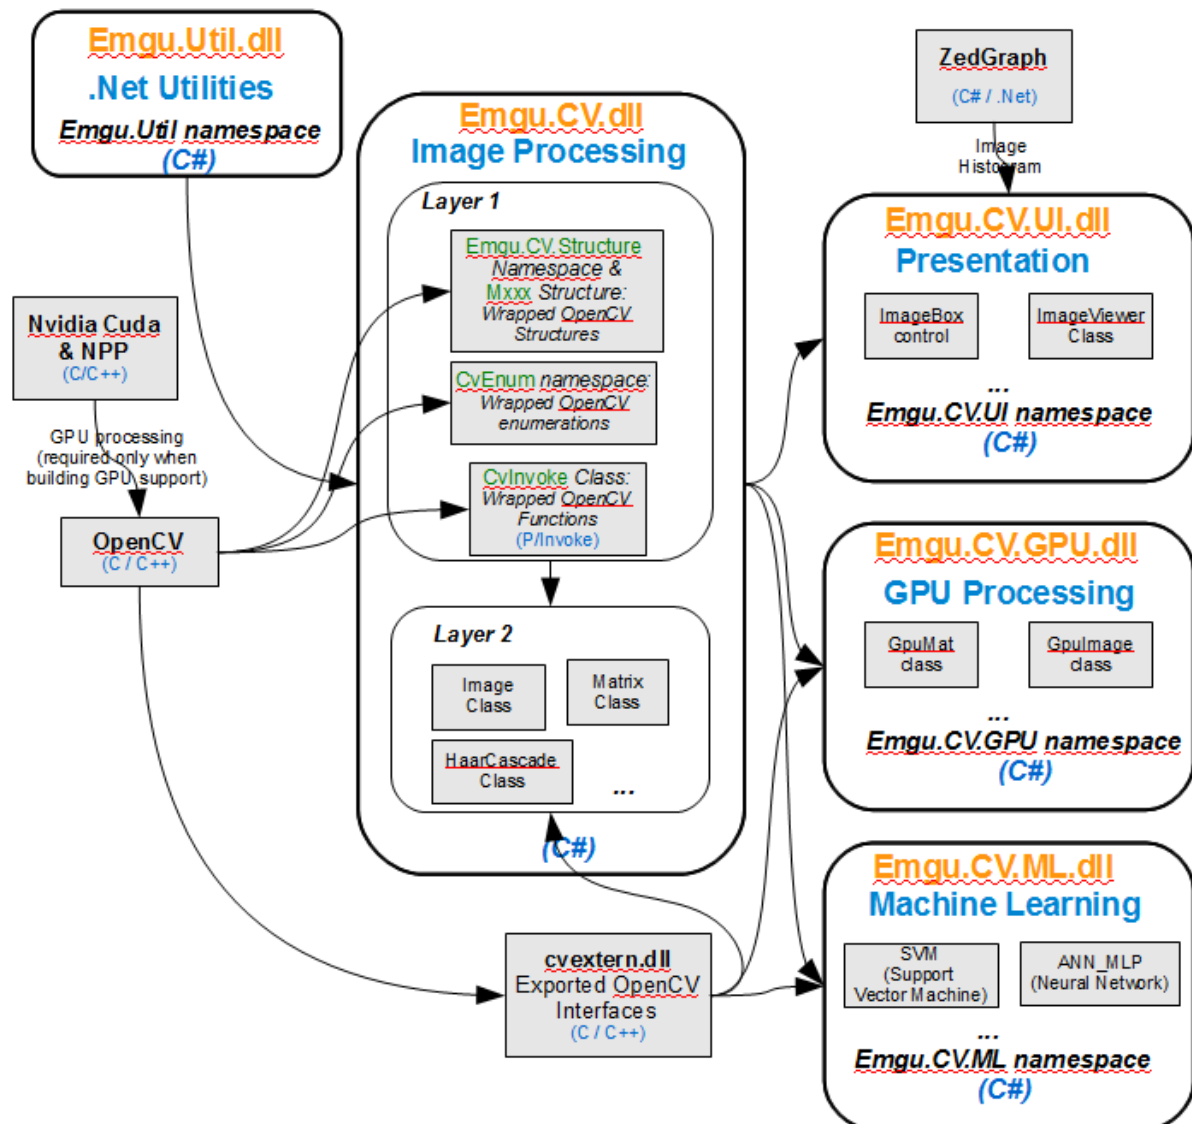 Emgu.Util.dll
.Net Utilities
Emgu.Util namespace
(C#)
Nvidia Cuda
& NPP
(C/C++)
GPU processing
(required only when
building GPU support)
OpenCV
(C / C++)
Emgu.CV.dll
Image Processing
Layer 1
Emgu.CV.Structure
Namespace &
Mxxx Structure:
Wrapped OpenCV
Structures
CvEnum namespace:
Wrapped OpenCV
enumerations
CvInvoke Class:
Wrapped OpenCV
Functions
(P/Invoke)
Layer 2
Image
Class
Matrix
Class
HaarCascade
Class
...
(C#)
cvextern.dll
Exported OpenCV
Interfaces
(C / C++)
ZedGraph
(C# / .Net)
Image
Histogram
Emgu.CV.UI.dll
Presentation
ImageBox
control
ImageViewer
Class
...
Emgu.CV.UI namespace
(C#)
Emgu.CV.GPU.dll
GPU Processing
GpuMat
class
GpuImage
class
...
Emgu.CV.GPU namespace
(C#)
Emgu.CV.ML.dll
Machine Learning
SVM
(Support
Vector Machine)
ANN_MLP
(Neural Network)
...
Emgu.CV.ML namespace
(C#)